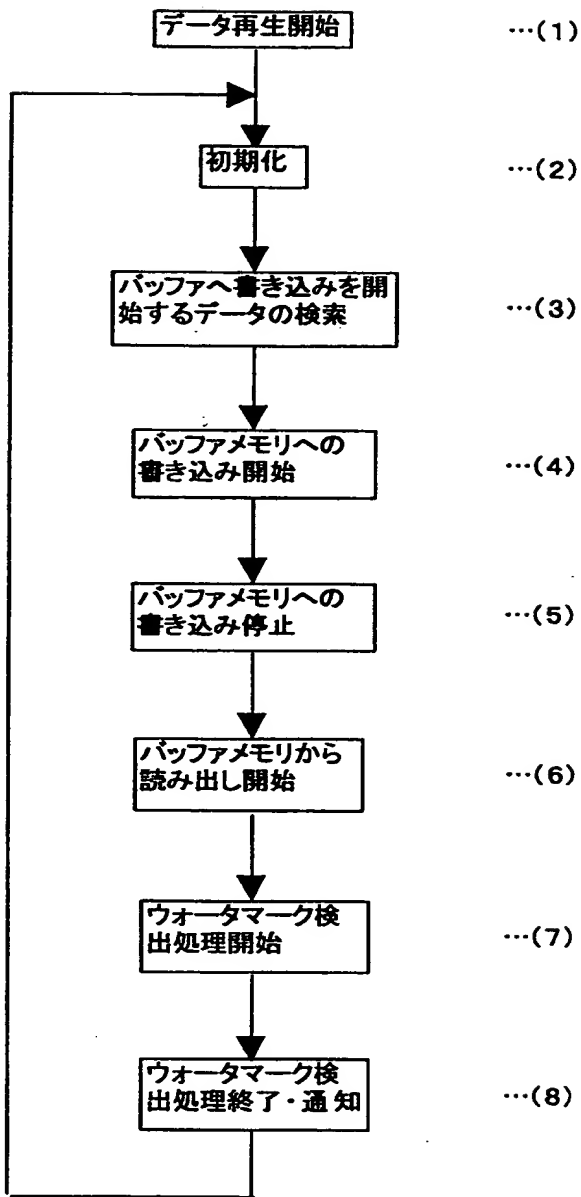 データ再生開始 …(1)
初期化 …(2)
バッファへ書き込みを開
始するデータの検索 …(3)
バッファメモリへの
書き込み開始 …(4)
バッファメモリへの
書き込み停止 …(5)
バッファメモリから
読み出し開始 …(6)
ウォータマーク検
出処理開始 …(7)
ウォータマーク検
出処理終了・通知 …(8)